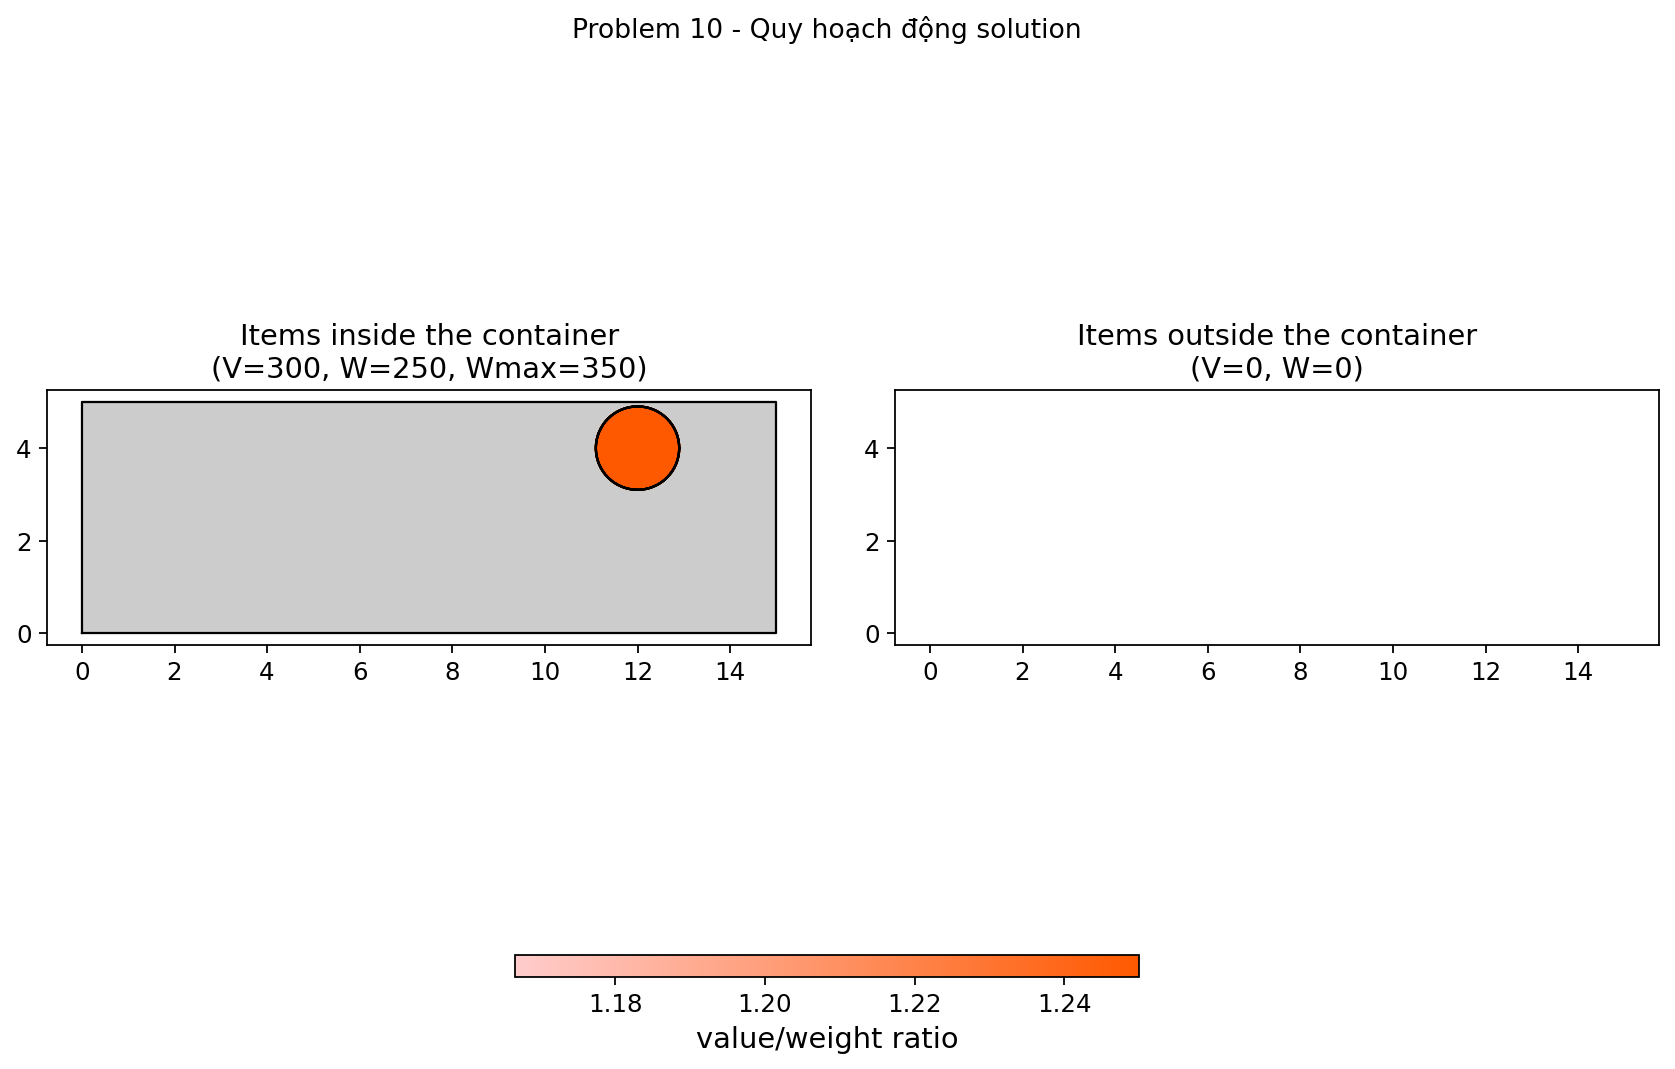 Problem 10 - Quy hoạch động solution
Items inside the container
(V=300, W=250, Wmax=350)
4
2
0
0 2 4 6 8 10 12 14
Items outside the container
(V=0, W=0)
4
2
0
0 2 4 6 8 10 12 14
1.18 1.20 1.22 1.24
value/weight ratio